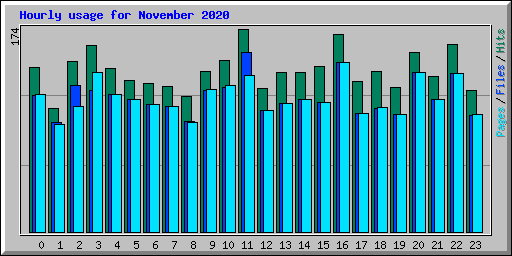 Hourly usage for November 2020
174
Pages / Files / Hits
0 1 2 3 4 5 6 7 8 9 10 11 12 13 14 15 16 17 18 19 20 21 22 23